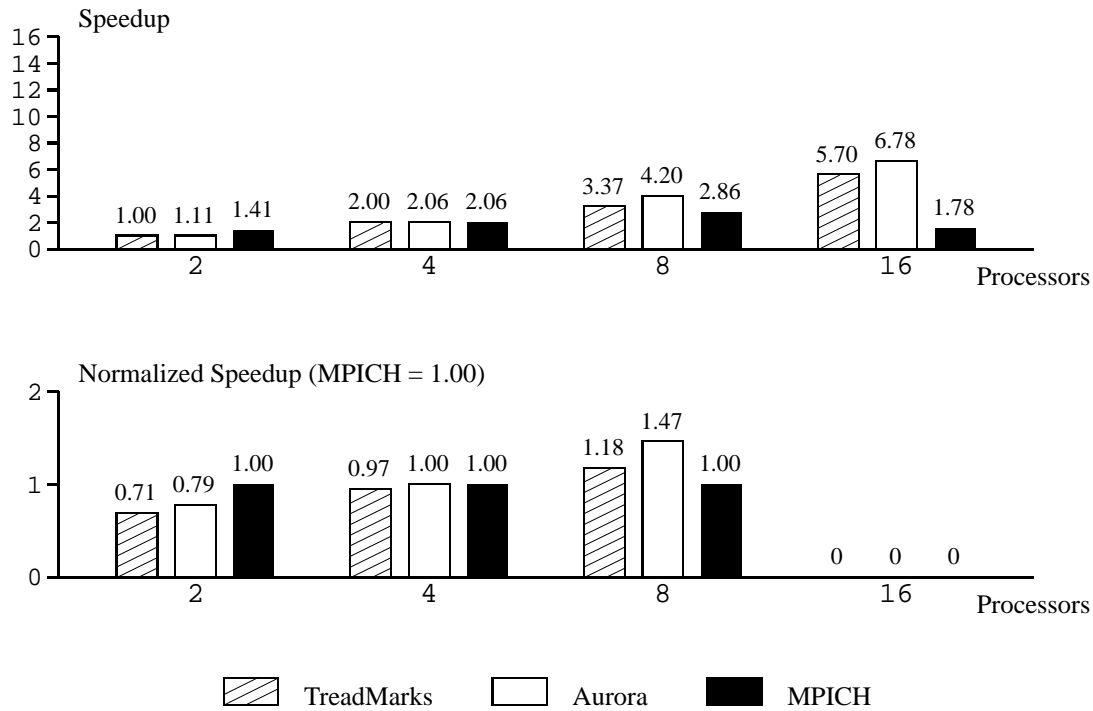 Speedup
16
14
12
10
8
6
4
2
0
1.00 1.11 1.41 2.00 2.06 2.06 3.37 4.20 2.86 5.70 6.78 1.78
2 4 8 16
Processors
Normalized Speedup (MPICH = 1.00)
2
1
0
0.71 0.79 1.00 0.97 1.00 1.00 1.18 1.47 1.00 0 0 0
2 4 8 16
Processors
TreadMarks Aurora MPICH